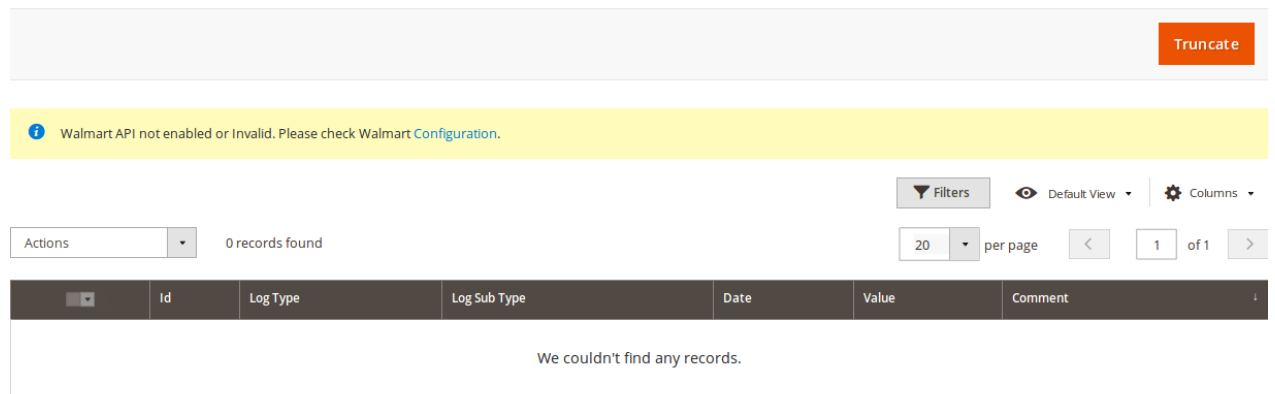 Truncate
Walmart API not enabled or Invalid. Please check Walmart Configuration.
Filters Default View Columns
Actions 0 records found 20 per page 1 of 1
Id Log Type Log Sub Type Date Value Comment
We couldn't find any records.